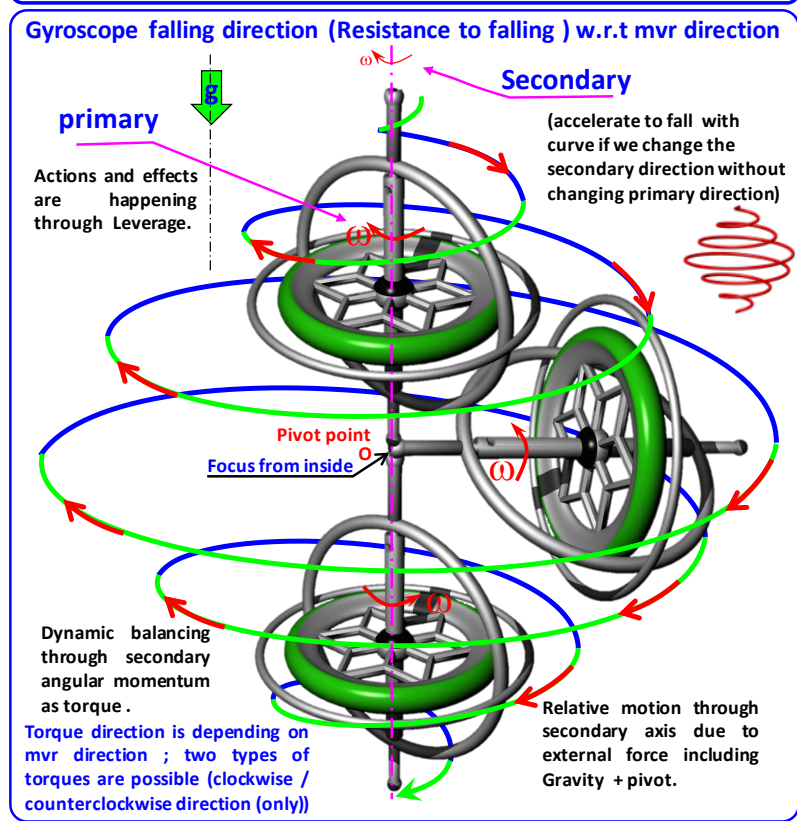 Gyroscope falling direction (Resistance to falling ) w.r.t mvr direction
ω
g
Secondary
primary
(accelerate to fall with
curve if we change the
secondary direction without
changing primary direction)
Actions and effects
are happening
through Leverage.
ω
Pivot point
O
Focus from inside
ω
ω
Dynamic balancing
through secondary
angular momentum
as torque .
Relative motion through
secondary axis due to
external force including
Gravity + pivot.
Torque direction is depending on
mvr direction ; two types of
torques are possible (clockwise /
counterclockwise direction (only))